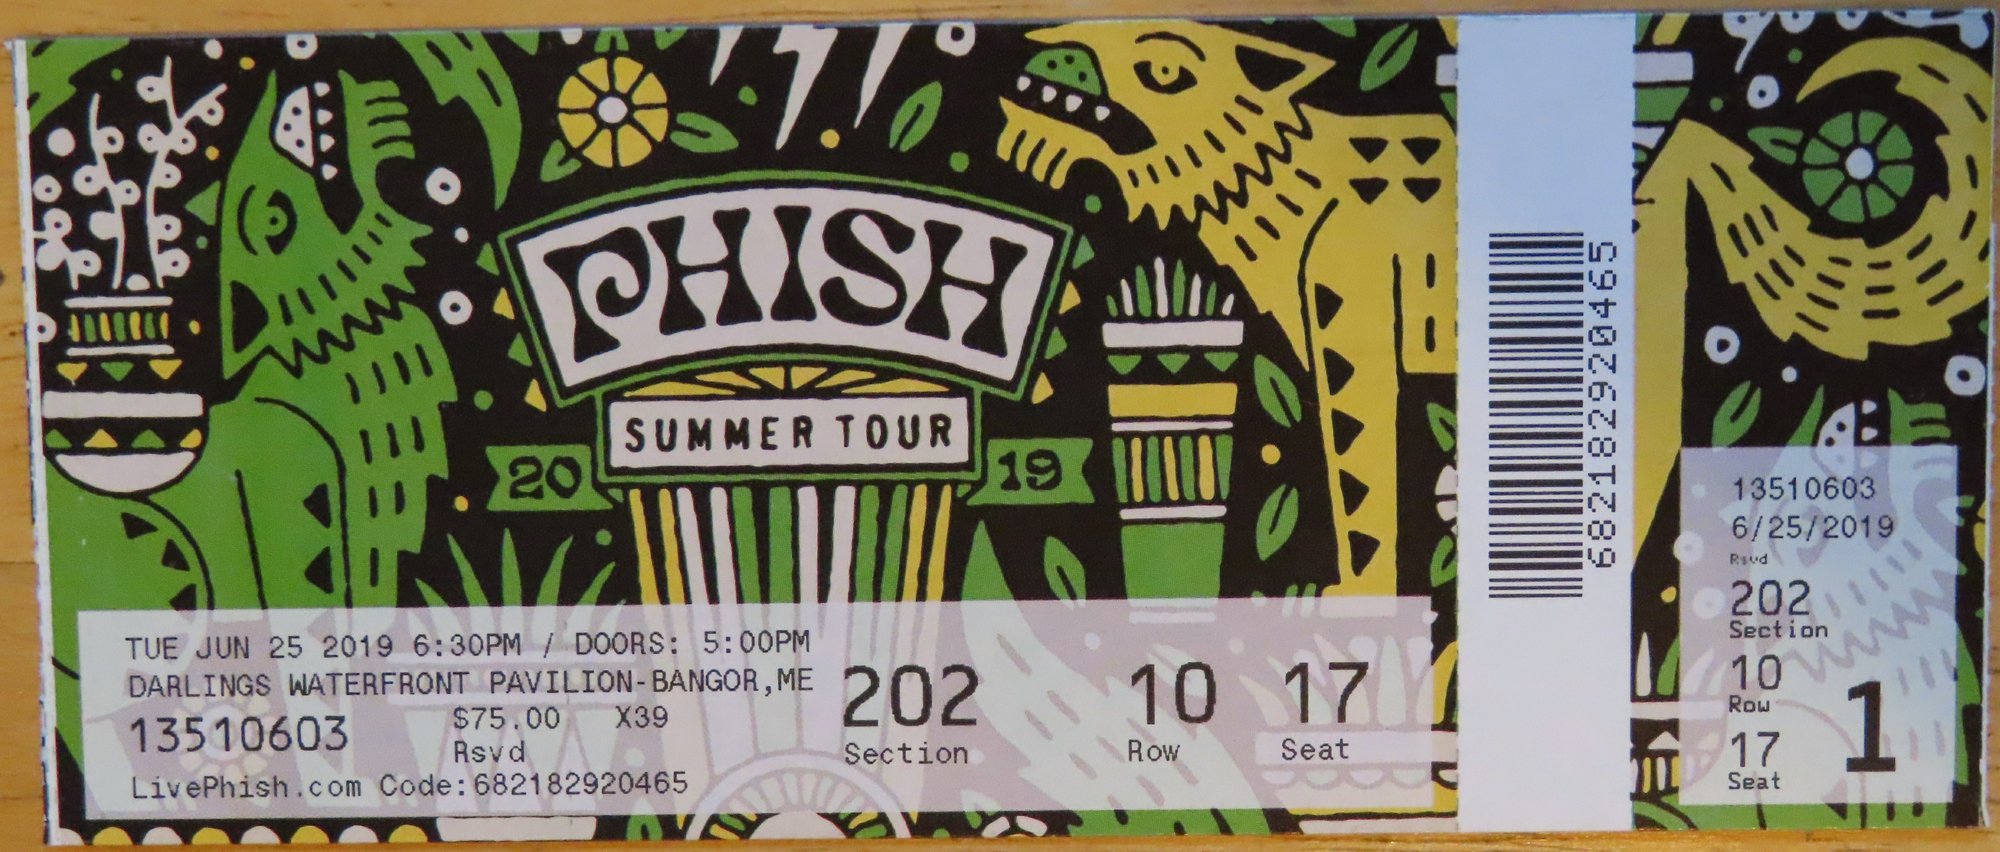 PHISH
SUMMER TOUR
20 19
TUE JUN 25 2019 6:30PM / DOORS: 5:00PM
DARLINGS WATERFRONT PAVILION-BANGOR,ME
13510603
$75.00 X39
Rsvd
LivePhish.com Code:682182920465
202
Section
10
Row
17
Seat
682182920465
13510603
6/25/2019
Rsvd
202
Section
10
Row
17
Seat
1